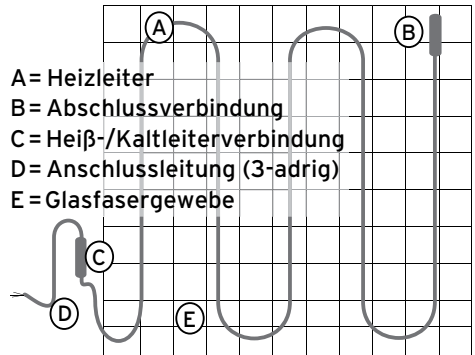 A
B
A = Heizleiter
B = Abschlussverbindung
C = Heiß-/Kaltleiterverbindung
D = Anschlussleitung (3-adrig)
E = Glasfasergewebe
C
D
E